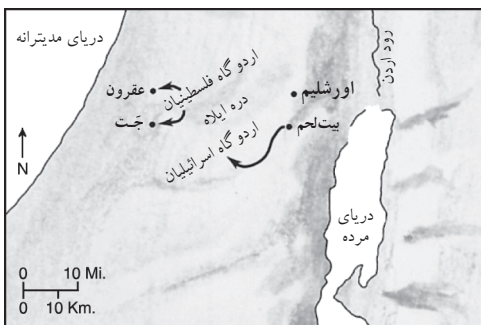 دریای مدیترانه
رود اردن
اردو گاه فلسطینیان
عقرون
اورشلیم
دره ایلاه
جَت
بیت‌لحم
اردو گاه اسرائیلیان
N
دریای
مرده
0 10 Mi.
0 10 Km.